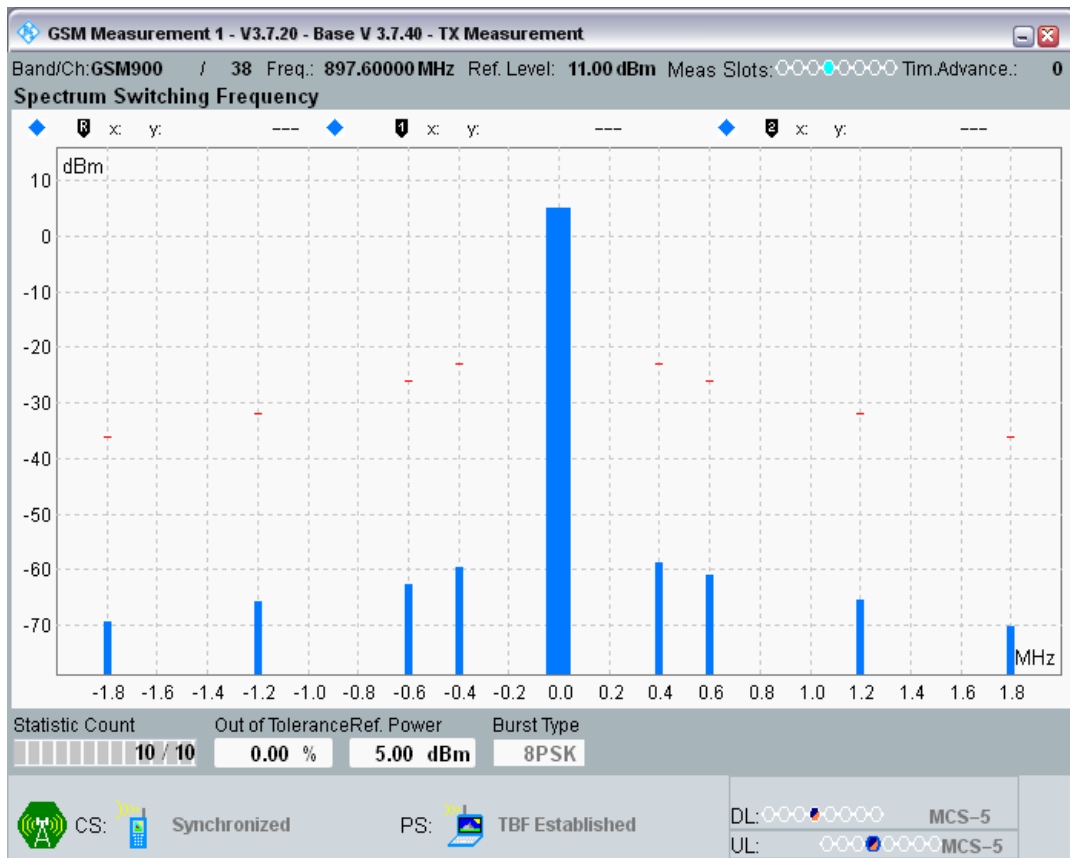 GSM Measurement 1 - V3.7.20 - Base V 3.7.40 - TX Measurement
Band/Ch:GSM900 / 38 Freq.: 897.60000 MHz Ref. Level: 11.00 dBm Meas Slots: Tim.Advance.: 0
Spectrum Switching Frequency
R x: y: --- 1 x: y: --- 2 x: y: ---
dBm
10
0
-10
-20
-30
-40
-50
-60
-70
MHz
-1.8 -1.6 -1.4 -1.2 -1.0 -0.8 -0.6 -0.4 -0.2 0.0 0.2 0.4 0.6 0.8 1.0 1.2 1.4 1.6 1.8
Statistic Count Out of Tolerance Ref. Power Burst Type
10 / 10 0.00 % 5.00 dBm 8PSK
CS: Synchronized PS: TBF Established DL: MCS-5
UL: MCS-5